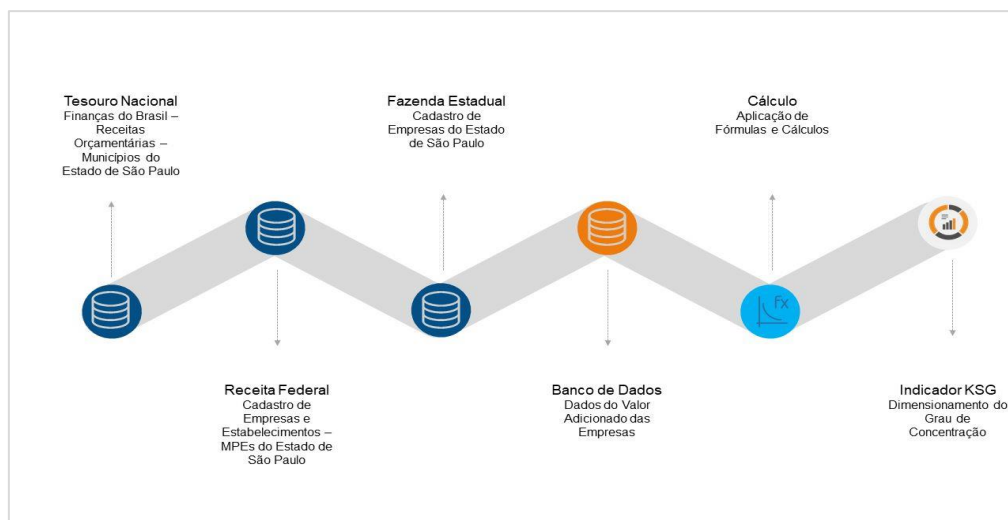 Tesouro Nacional
Finanças do Brasil –
Receitas
Orçamentárias –
Municípios do
Estado de São Paulo
Fazenda Estadual
Cadastro de
Empresas do Estado
de São Paulo
Cálculo
Aplicação de
Fórmulas e Cálculos
fx
Receita Federal
Cadastro de
Empresas e
Estabelecimentos –
MPEs do Estado de
São Paulo
Banco de Dados
Dados do Valor
Adicionado das
Empresas
Indicador KSG
Dimensionamento do
Grau de
Concentração